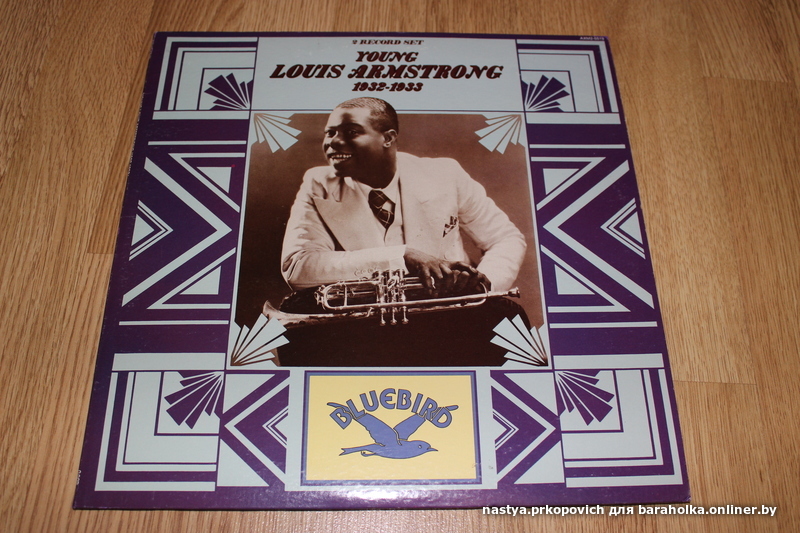 2 RECORD SET
YOUNG
LOUIS ARMSTRONG
1932-1933
BLUEBIRD
nastya.prkopovich для baraholka.onliner.by